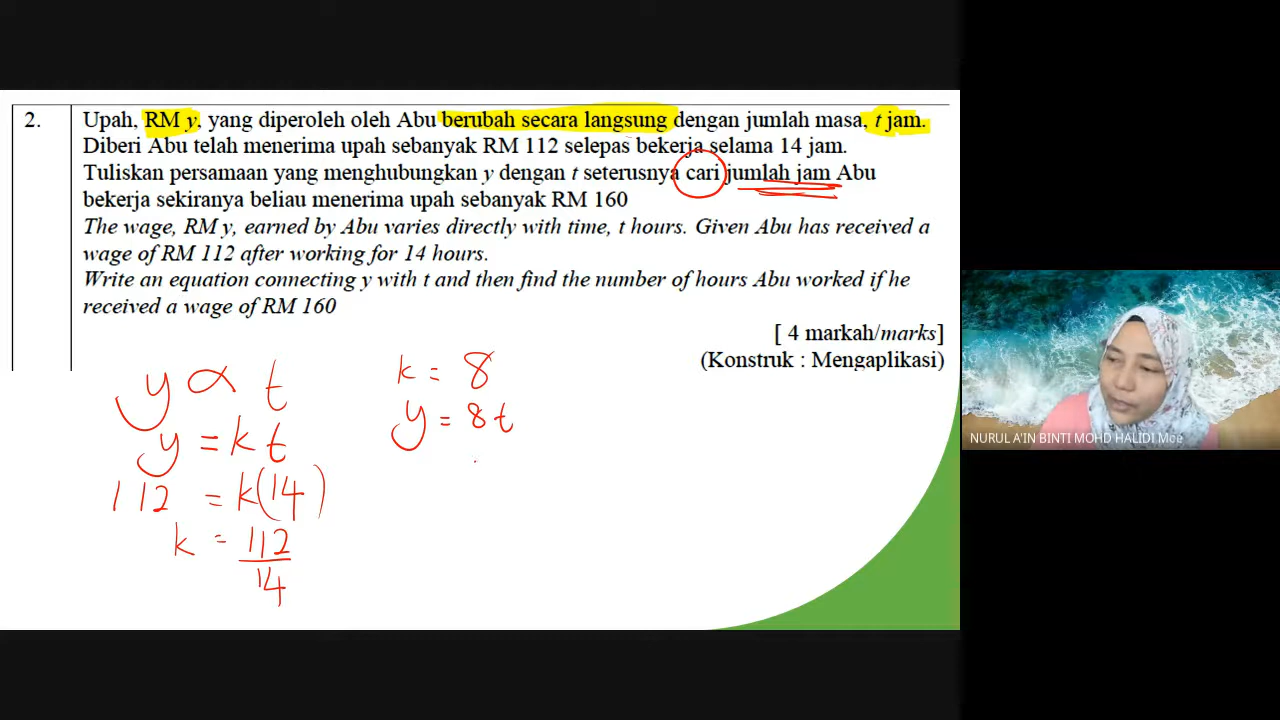 2.
Upah, RM y, yang diperoleh oleh Abu berubah secara langsung dengan jumlah masa, t jam.
Diberi Abu telah menerima upah sebanyak RM 112 selepas bekerja selama 14 jam.
Tuliskan persamaan yang menghubungkan y dengan t seterusnya cari jumlah jam Abu
bekerja sekiranya beliau menerima upah sebanyak RM 160
The wage, RM y, earned by Abu varies directly with time, t hours. Given Abu has received a
wage of RM 112 after working for 14 hours.
Write an equation connecting y with t and then find the number of hours Abu worked if he
received a wage of RM 160
[ 4 markah/marks]
(Konstruk : Mengaplikasi)
y ∝ t
y = kt
112 = k(14)
k = 112/14
k = 8
y = 8t
NURUL A'IN BINTI MOHD HALIDI Moe